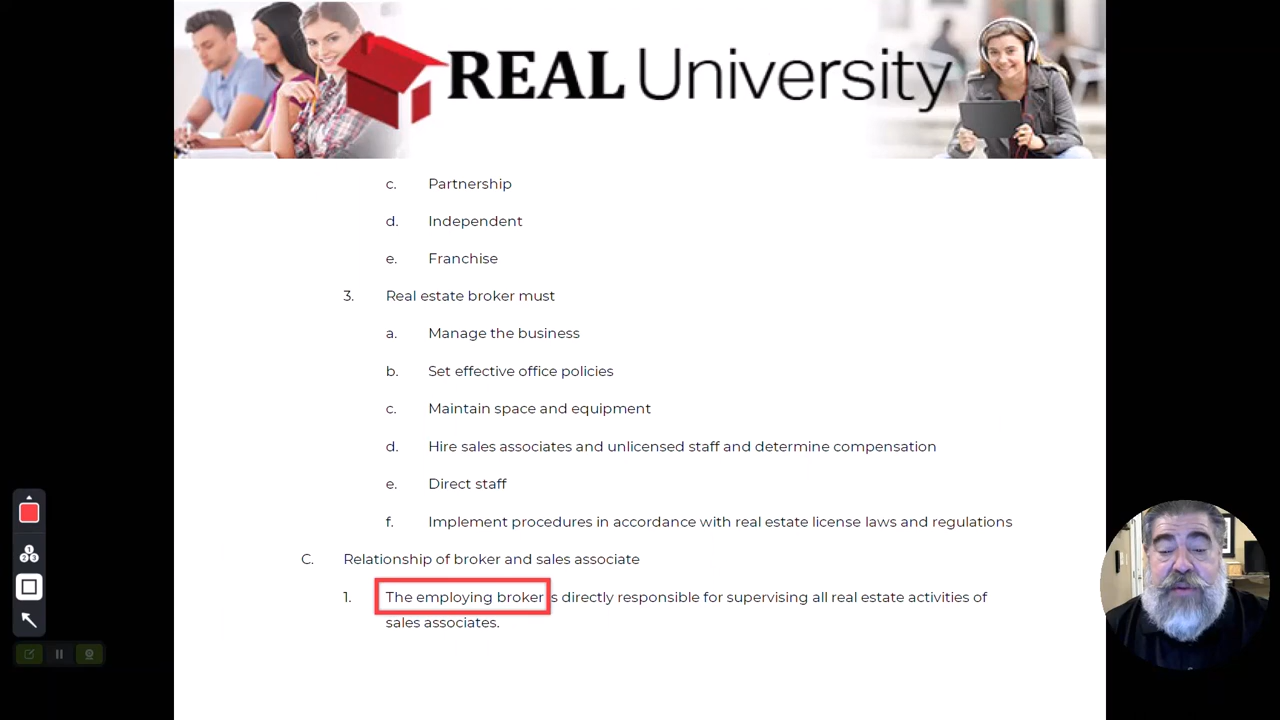 REAL University
c. Partnership
d. Independent
e. Franchise
3. Real estate broker must
a. Manage the business
b. Set effective office policies
c. Maintain space and equipment
d. Hire sales associates and unlicensed staff and determine compensation
e. Direct staff
f. Implement procedures in accordance with real estate license laws and regulations
C. Relationship of broker and sales associate
1. The employing broker is directly responsible for supervising all real estate activities of
sales associates.